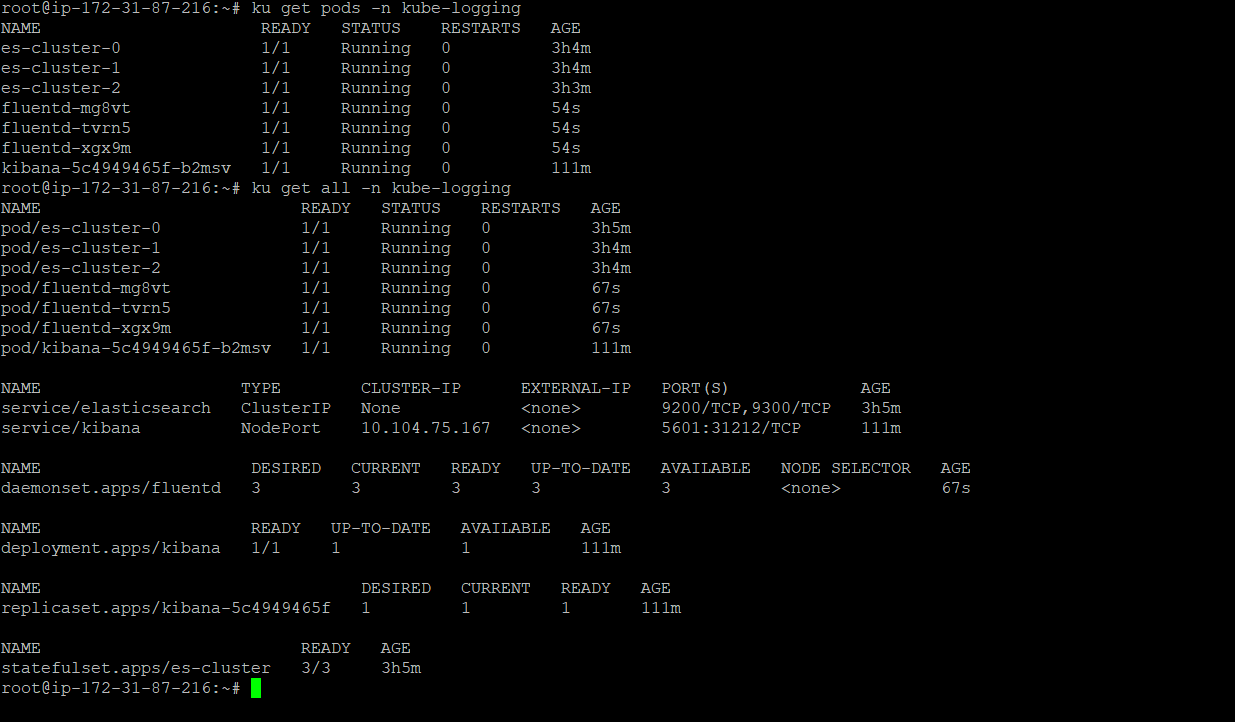 root@ip-172-31-87-216:~# ku get pods -n kube-logging
NAME                      READY   STATUS    RESTARTS   AGE
es-cluster-0              1/1     Running   0          3h4m
es-cluster-1              1/1     Running   0          3h4m
es-cluster-2              1/1     Running   0          3h3m
fluentd-mg8vt             1/1     Running   0          54s
fluentd-tvrn5             1/1     Running   0          54s
fluentd-xgx9m             1/1     Running   0          54s
kibana-5c4949465f-b2msv   1/1     Running   0          111m
root@ip-172-31-87-216:~# ku get all -n kube-logging
NAME                          READY   STATUS    RESTARTS   AGE
pod/es-cluster-0              1/1     Running   0          3h5m
pod/es-cluster-1              1/1     Running   0          3h4m
pod/es-cluster-2              1/1     Running   0          3h4m
pod/fluentd-mg8vt             1/1     Running   0          67s
pod/fluentd-tvrn5             1/1     Running   0          67s
pod/fluentd-xgx9m             1/1     Running   0          67s
pod/kibana-5c4949465f-b2msv   1/1     Running   0          111m

NAME                    TYPE        CLUSTER-IP      EXTERNAL-IP   PORT(S)             AGE
service/elasticsearch   ClusterIP   None            <none>        9200/TCP,9300/TCP   3h5m
service/kibana          NodePort    10.104.75.167   <none>        5601:31212/TCP      111m

NAME                     DESIRED   CURRENT   READY   UP-TO-DATE   AVAILABLE   NODE SELECTOR   AGE
daemonset.apps/fluentd   3         3         3       3            3           <none>          67s

NAME                     READY   UP-TO-DATE   AVAILABLE   AGE
deployment.apps/kibana   1/1     1            1           111m

NAME                                DESIRED   CURRENT   READY   AGE
replicaset.apps/kibana-5c4949465f   1         1         1       111m

NAME                          READY   AGE
statefulset.apps/es-cluster   3/3     3h5m
root@ip-172-31-87-216:~#